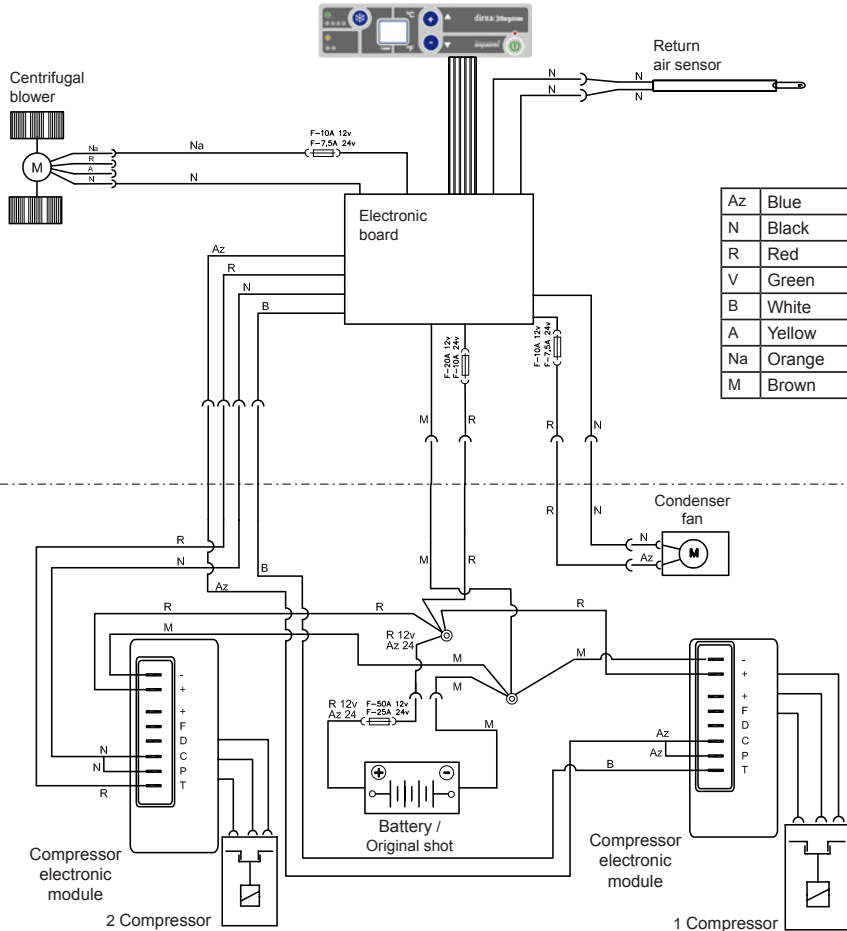 °C
dirna Bergstrom
°F
Return
air sensor
Centrifugal
blower
N
N
N
N
F-10A 12v
F-7,5A 24v
Na
Na
R
A
N
N
M
Electronic
board
Az Blue
N Black
R Red
V Green
B White
A Yellow
Na Orange
M Brown
Az
R
N
B
F-20A 12v
F-10A 24v
F-10A 12v
F-7,5A 24v
M
R
R
N
Condenser
fan
R
N
N
Az
M
R
N
B
Az
M
R
R
M
R
R 12v
Az 24
R
M
M
M
R 12v
Az 24
F-50A 12v
F-25A 24v
M
-
+
+
F
D
C
P
T
N
N
R
-
+
+
F
D
C
P
T
Az
Az
B
+
-
Battery /
Original shot
Compressor
electronic
module
2 Compressor
Compressor
electronic
module
1 Compressor